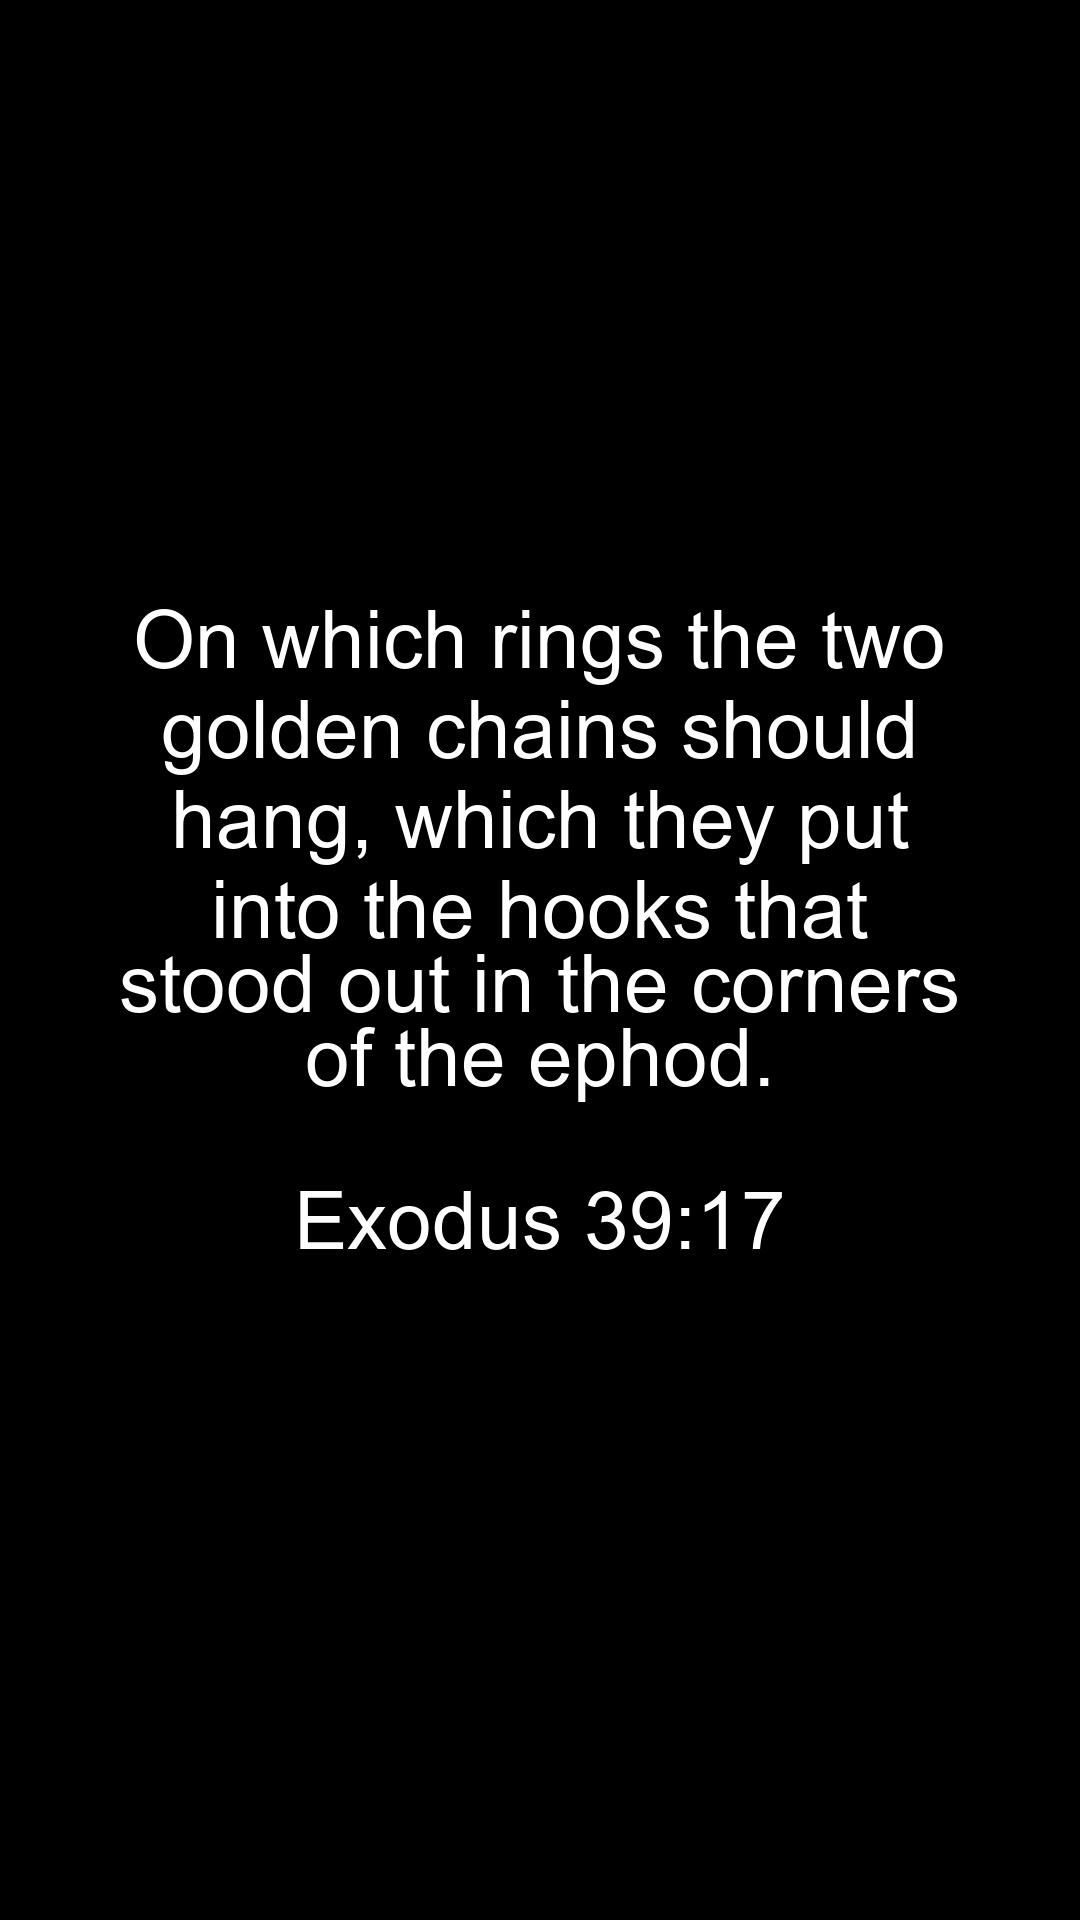 On which rings the two
golden chains should
hang, which they put
into the hooks that
stood out in the corners
of the ephod.
Exodus 39:17